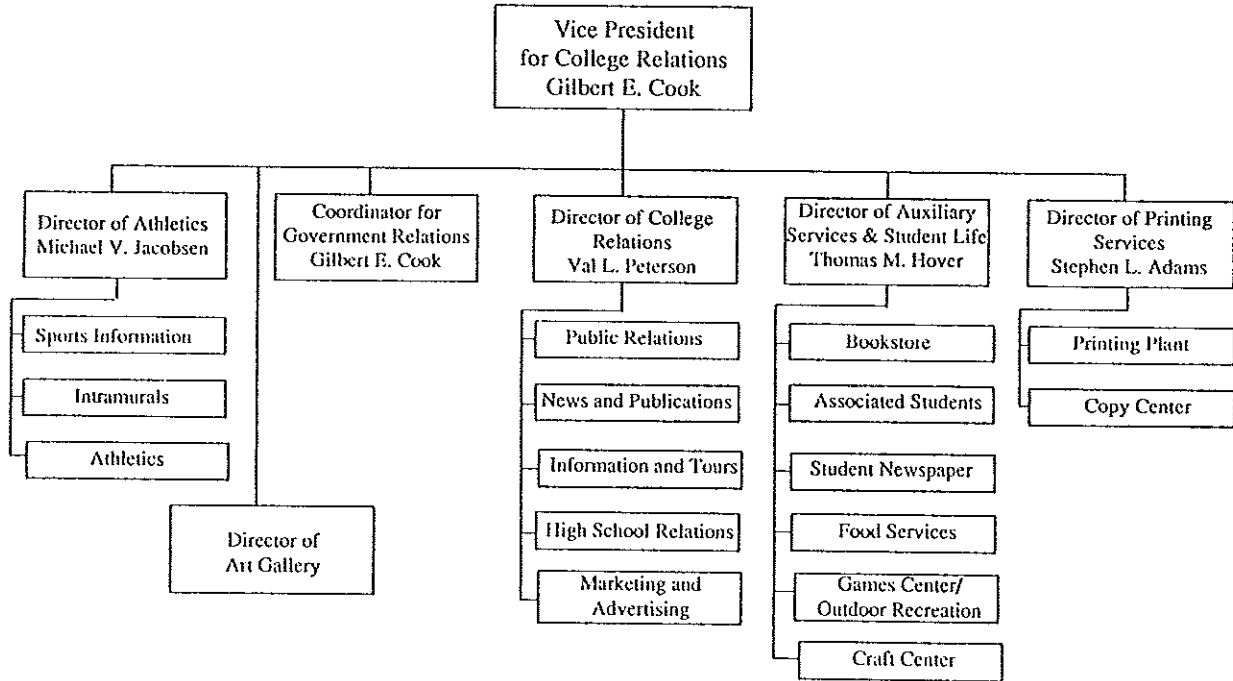 Vice President
for College Relations
Gilbert E. Cook
Director of Athletics
Michael V. Jacobsen
Sports Information
Intramurals
Athletics
Director of
Art Gallery
Coordinator for
Government Relations
Gilbert E. Cook
Director of College
Relations
Val L. Peterson
Public Relations
News and Publications
Information and Tours
High School Relations
Marketing and
Advertising
Director of Auxiliary
Services & Student Life
Thomas M. Hover
Bookstore
Associated Students
Student Newspaper
Food Services
Games Center/
Outdoor Recreation
Craft Center
Director of Printing
Services
Stephen L. Adams
Printing Plant
Copy Center